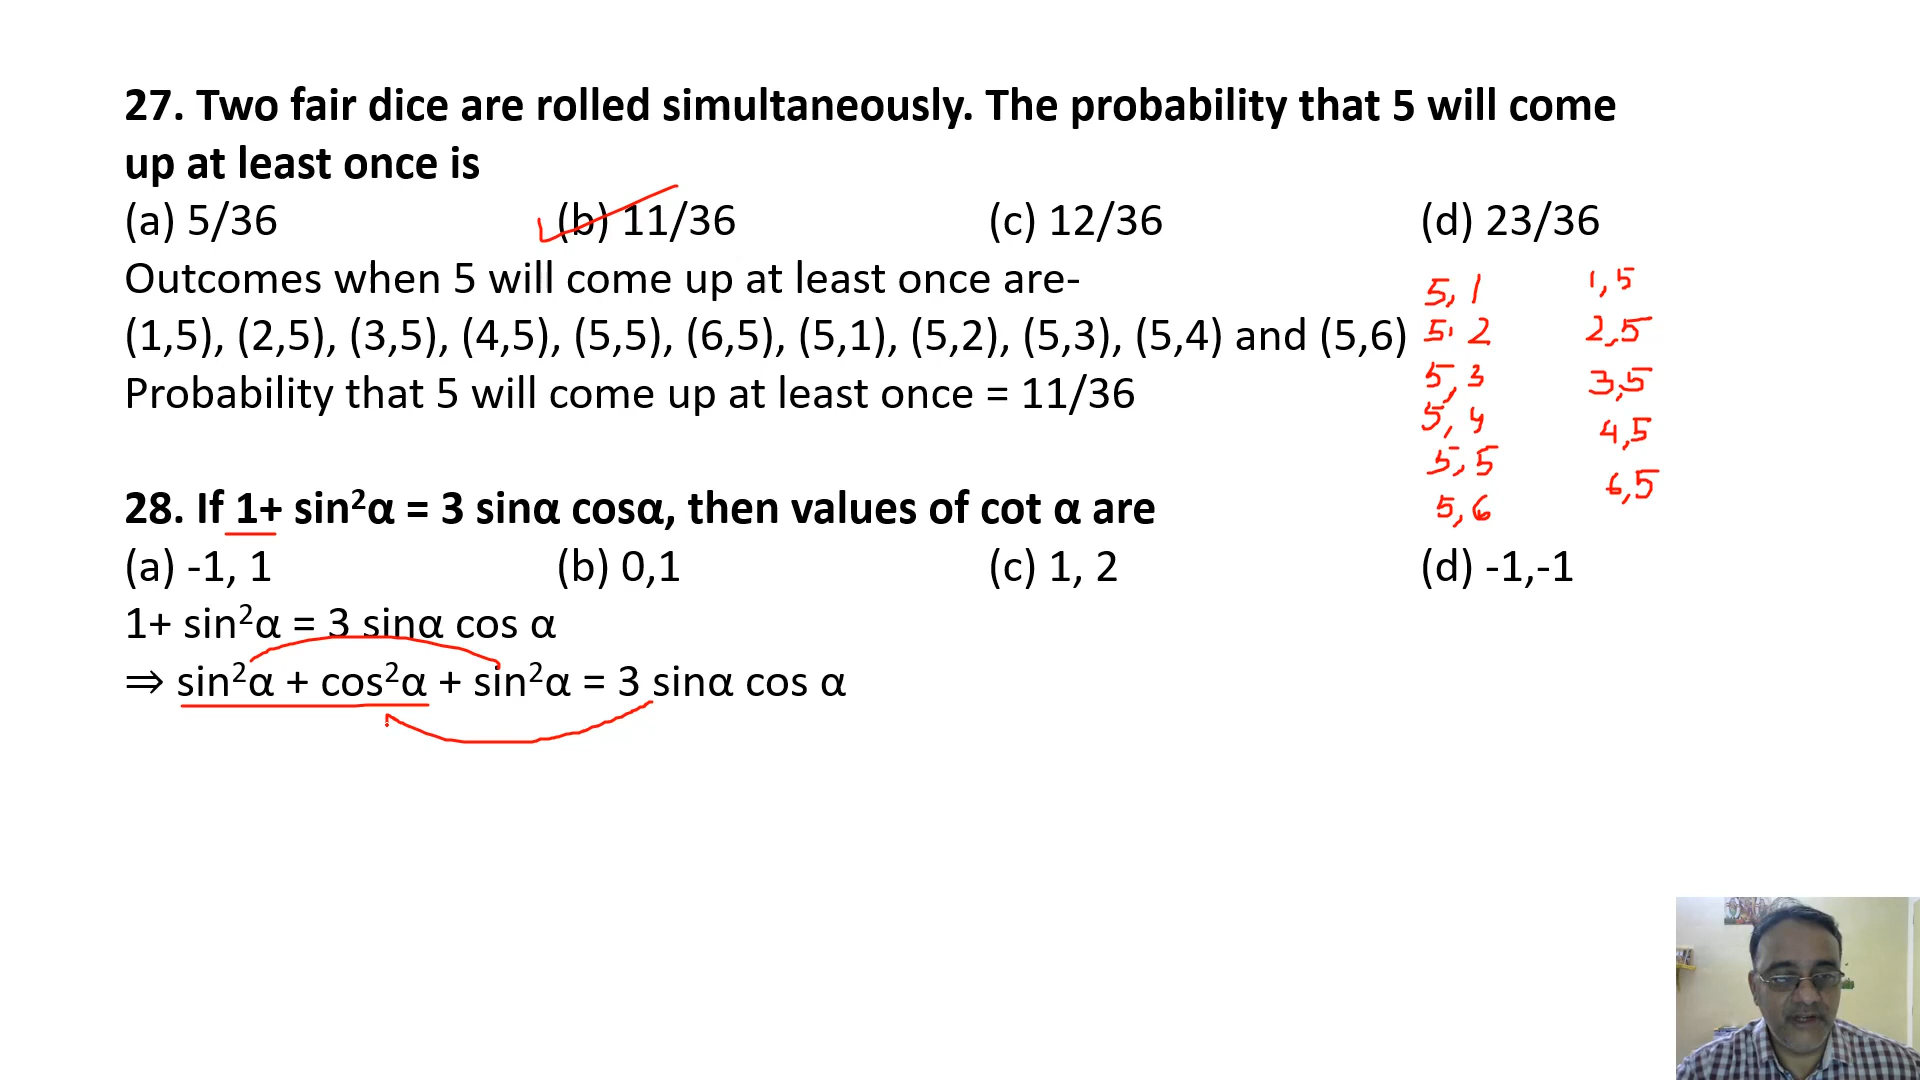 27. Two fair dice are rolled simultaneously. The probability that 5 will come
up at least once is
(a) 5/36 (b) 11/36 (c) 12/36 (d) 23/36
Outcomes when 5 will come up at least once are-
(1,5), (2,5), (3,5), (4,5), (5,5), (6,5), (5,1), (5,2), (5,3), (5,4) and (5,6)
Probability that 5 will come up at least once = 11/36
5, 1 1,5
5, 2 2,5
5, 3 3,5
5, 4 4,5
5, 5 6,5
5, 6
28. If 1+ sin²α = 3 sinα cosα, then values of cot α are
(a) -1, 1 (b) 0,1 (c) 1, 2 (d) -1,-1
1+ sin²α = 3 sinα cos α
⇒ sin²α + cos²α + sin²α = 3 sinα cos α